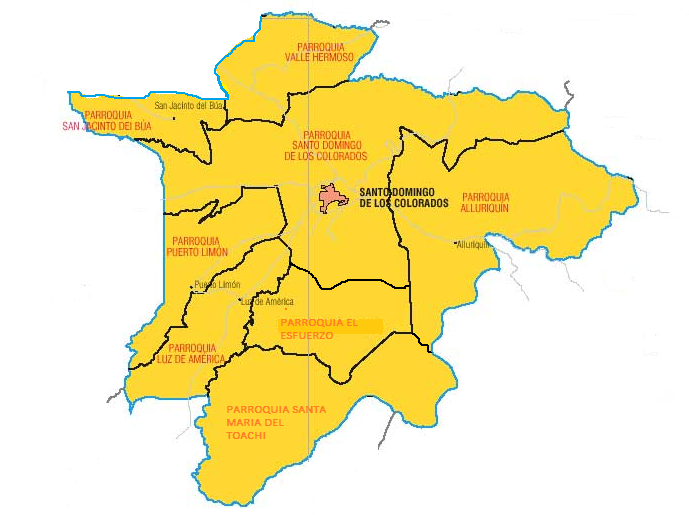 PARROQUIA
VALLE HERMOSO
San Jacinto del Búa
PARROQUIA
SAN JACINTO DEl BÚA
PARROQUIA
SANTO DOMINGO
DE LOS COLORADOS
SANTO DOMINGO
DE LOS COLORADOS
PARROQUIA
ALLURIQUIN
Alluriquín
PARROQUIA
PUERTO LIMÓN
Puerto Limón
Luz de América
PARROQUIA EL
ESFUERZO
PARROQUIA
LUZ DE AMÉRICA
PARROQUIA SANTA
MARIA DEL
TOACHI